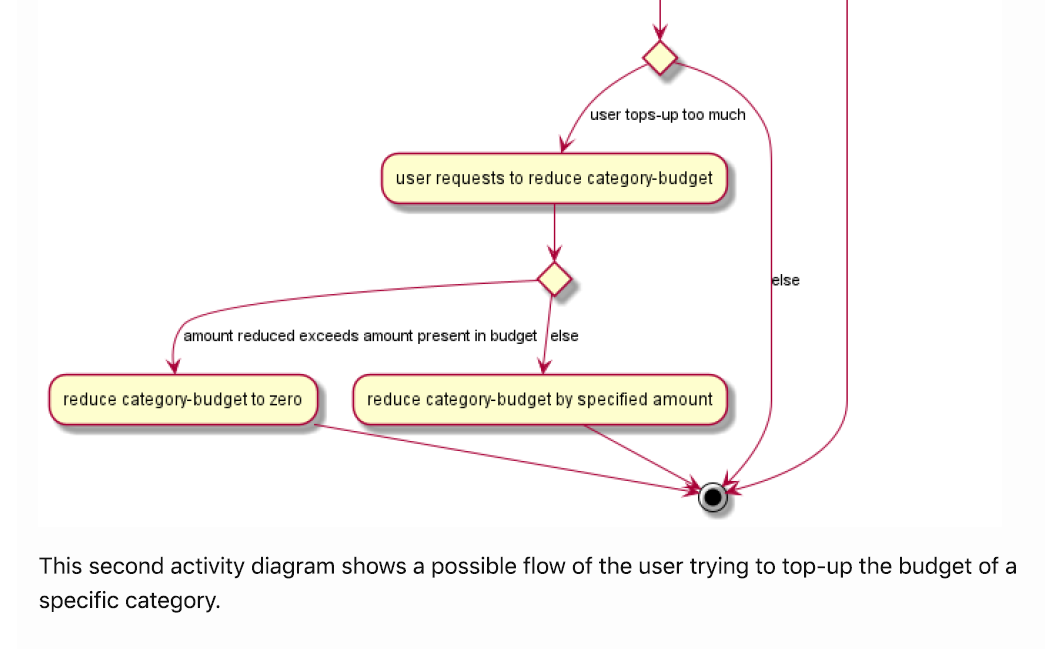 user tops-up too much
user requests to reduce category-budget
else
amount reduced exceeds amount present in budget
else
reduce category-budget to zero
reduce category-budget by specified amount
This second activity diagram shows a possible flow of the user trying to top-up the budget of a
specific category.